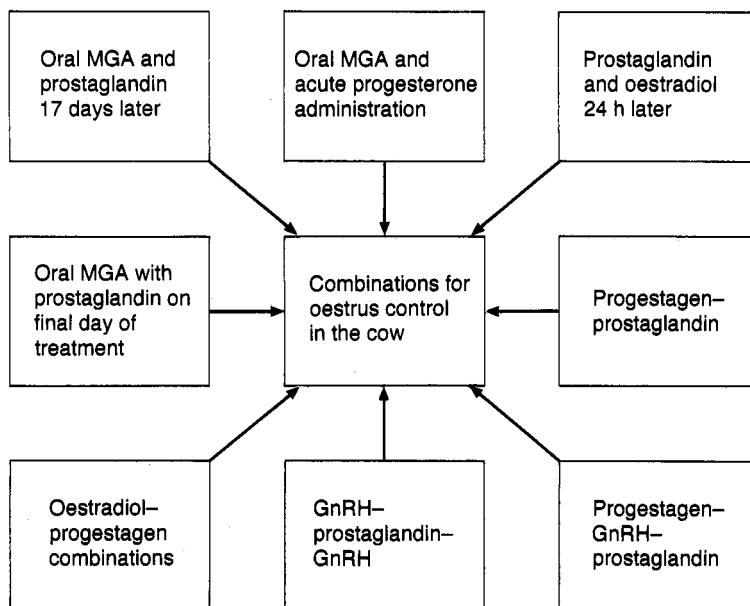 Oral MGA and
prostaglandin
17 days later
Oral MGA and
acute progesterone
administration
Prostaglandin
and oestradiol
24 h later
Oral MGA with
prostaglandin on
final day of
treatment
Combinations for
oestrus control
in the cow
Progestagen–
prostaglandin
Oestradiol–
progestagen
combinations
GnRH–
prostaglandin–
GnRH
Progestagen–
GnRH–
prostaglandin